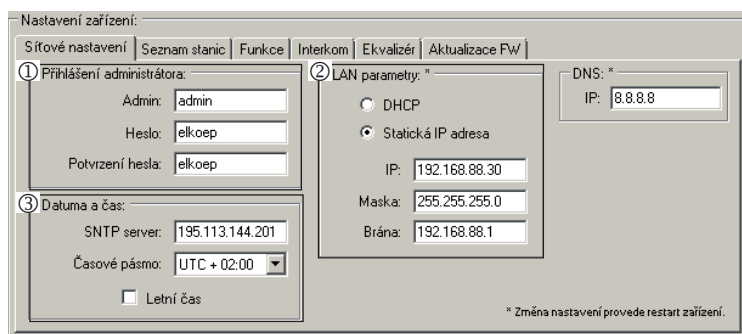 Nastavení zařízení:
Síťové nastavení Seznam stanic Funkce Interkom Ekvalizér Aktualizace FW
① Přihlášení administrátora:
Admin: admin
Heslo: elkoep
Potvrzení hesla: elkoep
② LAN parametry: *
DHCP
Statická IP adresa
IP: 192.168.88.30
Maska: 255.255.255.0
Brána: 192.168.88.1
DNS: *
IP: 8.8.8.8
③ Datuma a čas:
SNTP server: 195.113.144.201
Časové pásmo: UTC + 02:00
Letní čas
* Změna nastavení provede restart zařízení.